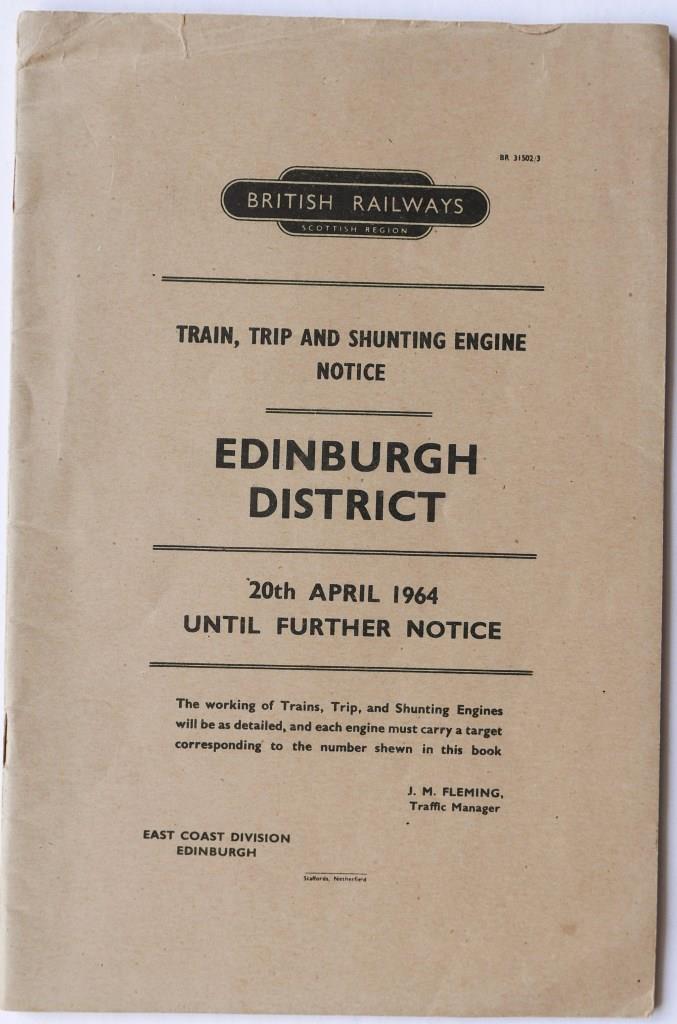 BR 31502/3
BRITISH RAILWAYS
SCOTTISH REGION
TRAIN, TRIP AND SHUNTING ENGINE
NOTICE
EDINBURGH
DISTRICT
20th APRIL 1964
UNTIL FURTHER NOTICE
The working of Trains, Trip, and Shunting Engines
will be as detailed, and each engine must carry a target
corresponding to the number shewn in this book
J. M. FLEMING,
Traffic Manager
EAST COAST DIVISION
EDINBURGH
Staffords, Netherfield